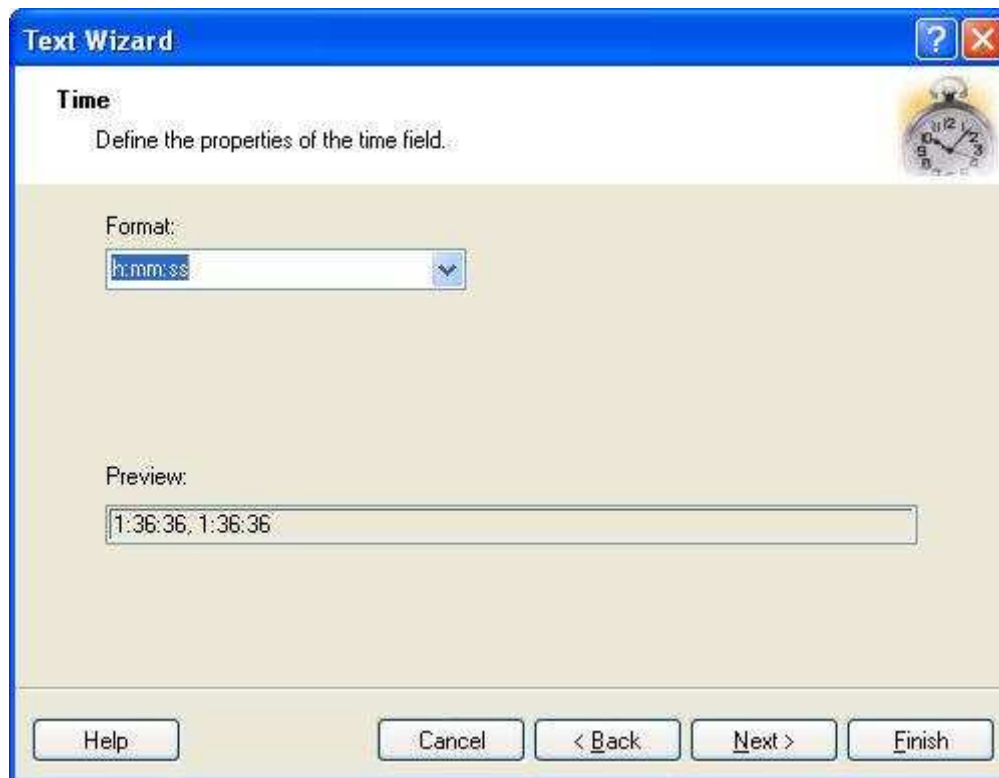 Text Wizard
?
Time
Define the properties of the time field.
Format:
h:mm:ss
Preview:
1:36:36, 1:36:36
Help
Cancel
< Back
Next >
Finish